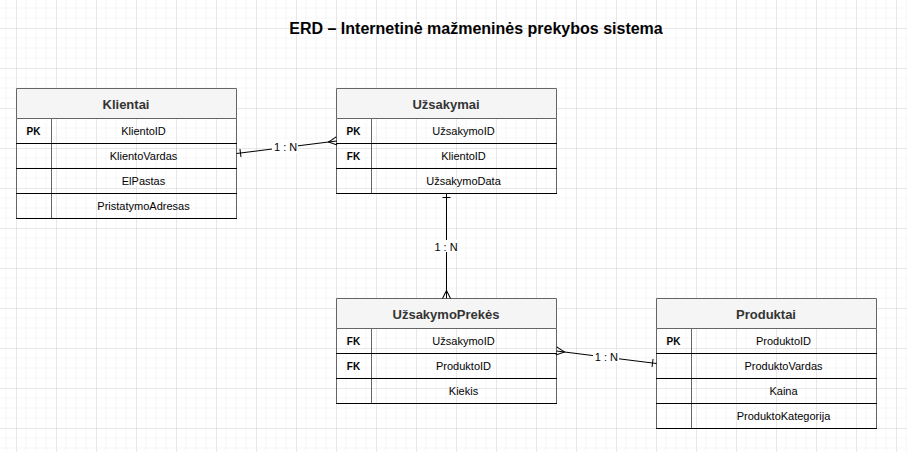 ERD – Internetinė mažmeninės prekybos sistema
Klientai
PK KlientoID
KlientoVardas
ElPastas
PristatymoAdresas
1 : N
Užsakymai
PK UžsakymoID
FK KlientoID
UžsakymoData
1 : N
UžsakymoPrekės
FK UžsakymoID
FK ProduktoID
Kiekis
1 : N
Produktai
PK ProduktoID
ProduktoVardas
Kaina
ProduktoKategorija